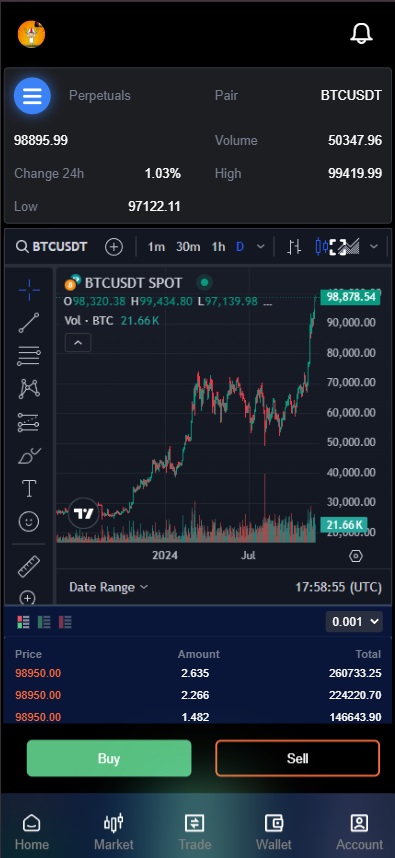 Perpetuals Pair BTCUSDT
98895.99 Volume 50347.96
Change 24h 1.03% High 99419.99
Low 97122.11
BTCUSDT 1m 30m 1h D
BTCUSDT SPOT
O98,320.38 H99,434.80 L97,139.98 ...
Vol · BTC 21.66K
98,878.54
90,000.00
80,000.00
70,000.00
60,000.00
50,000.00
40,000.00
30,000.00
21.66K
20,000.00
2024 Jul
Date Range 17:58:55 (UTC)
0.001
Price Amount Total
98950.00 2.635 260733.25
98950.00 2.266 224220.70
98950.00 1.482 146643.90
Buy Sell
Home Market Trade Wallet Account